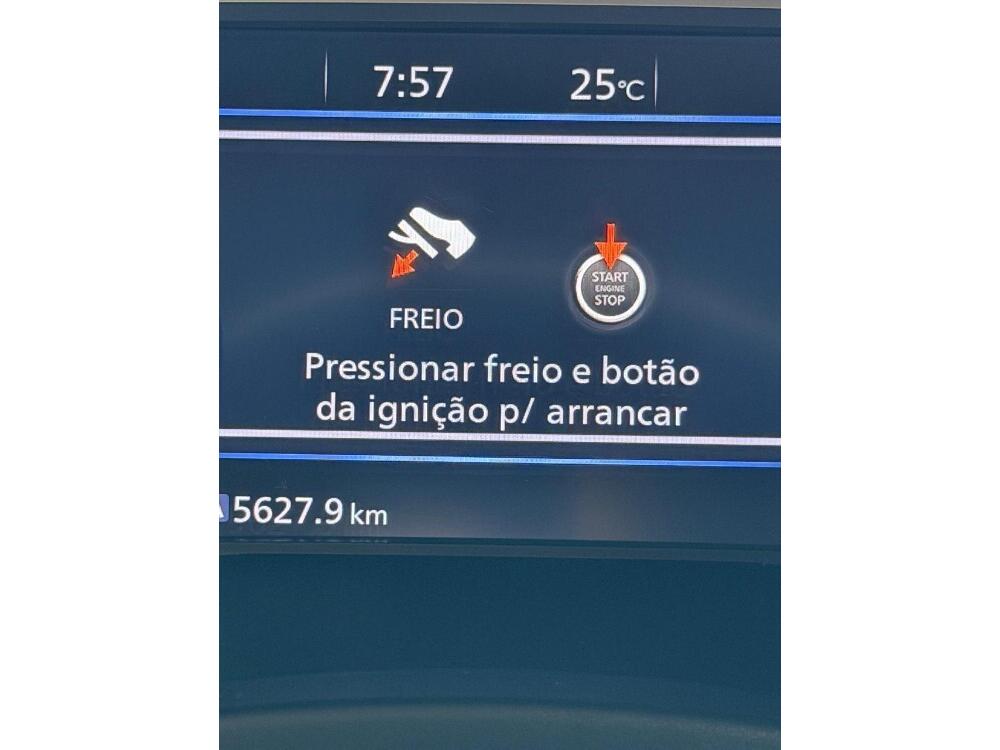 7:57 25°C
START
ENGINE
STOP
FREIO
Pressionar freio e botão
da ignição p/ arrancar
5627.9 km